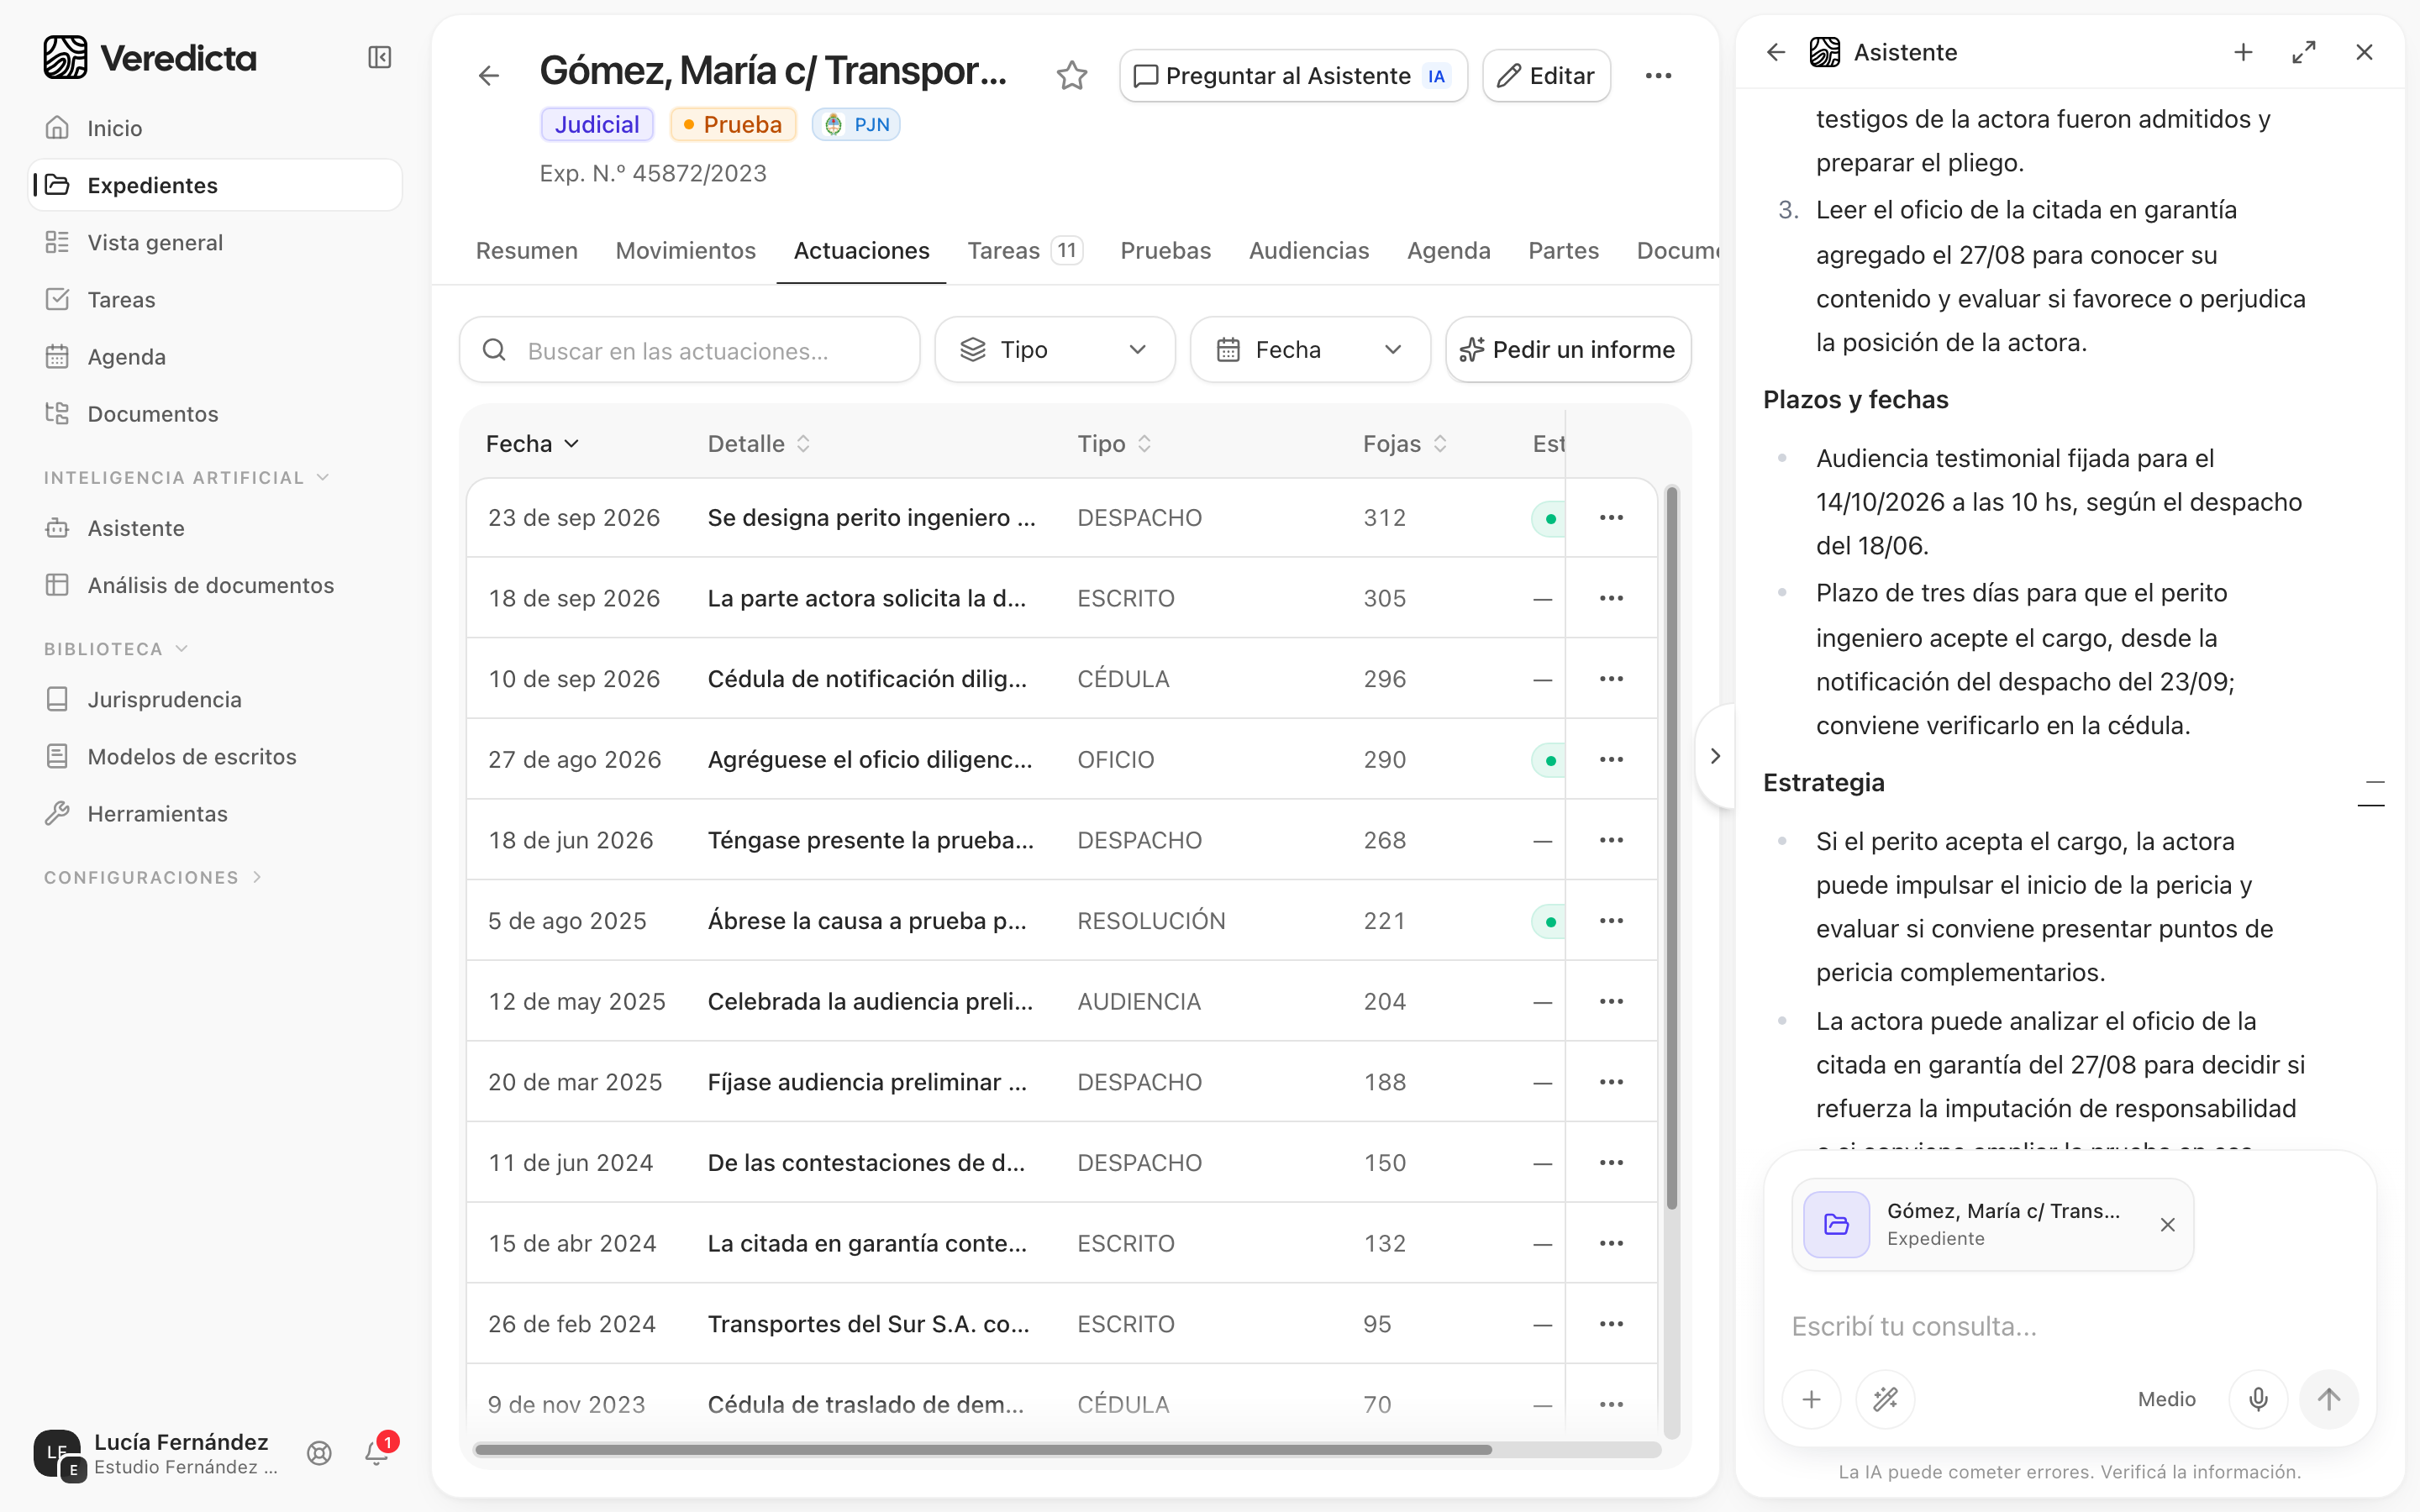 Veredicta
Inicio
Expedientes
Vista general
Tareas
Agenda
Documentos
INTELIGENCIA ARTIFICIAL
Asistente
Análisis de documentos
BIBLIOTECA
Jurisprudencia
Modelos de escritos
Herramientas
CONFIGURACIONES
LF
E
Lucía Fernández
Estudio Fernández ...
1
Gómez, María c/ Transpor...
Preguntar al Asistente IA
Editar
Judicial
Prueba
PJN
Exp. N.º 45872/2023
Resumen
Movimientos
Actuaciones
Tareas 11
Pruebas
Audiencias
Agenda
Partes
Docum
Buscar en las actuaciones...
Tipo
Fecha
Pedir un informe
Fecha Detalle Tipo Fojas Est
23 de sep 2026 Se designa perito ingeniero ... DESPACHO 312
18 de sep 2026 La parte actora solicita la d... ESCRITO 305 —
10 de sep 2026 Cédula de notificación dilig... CÉDULA 296 —
27 de ago 2026 Agréguese el oficio diligenc... OFICIO 290
18 de jun 2026 Téngase presente la prueba... DESPACHO 268 —
5 de ago 2025 Ábrese la causa a prueba p... RESOLUCIÓN 221
12 de may 2025 Celebrada la audiencia preli... AUDIENCIA 204 —
20 de mar 2025 Fíjase audiencia preliminar ... DESPACHO 188 —
11 de jun 2024 De las contestaciones de d... DESPACHO 150 —
15 de abr 2024 La citada en garantía conte... ESCRITO 132 —
26 de feb 2024 Transportes del Sur S.A. co... ESCRITO 95 —
9 de nov 2023 Cédula de traslado de dem... CÉDULA 70 —
Asistente
testigos de la actora fueron admitidos y
preparar el pliego.
3. Leer el oficio de la citada en garantía
agregado el 27/08 para conocer su
contenido y evaluar si favorece o perjudica
la posición de la actora.
Plazos y fechas
Audiencia testimonial fijada para el
14/10/2026 a las 10 hs, según el despacho
del 18/06.
Plazo de tres días para que el perito
ingeniero acepte el cargo, desde la
notificación del despacho del 23/09;
conviene verificarlo en la cédula.
Estrategia
Si el perito acepta el cargo, la actora
puede impulsar el inicio de la pericia y
evaluar si conviene presentar puntos de
pericia complementarios.
La actora puede analizar el oficio de la
citada en garantía del 27/08 para decidir si
refuerza la imputación de responsabilidad
Gómez, María c/ Trans...
Expediente
Escribí tu consulta...
Medio
La IA puede cometer errores. Verificá la información.